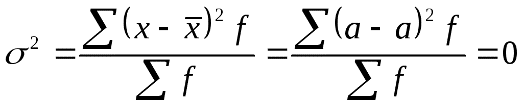 σ² = ∑(x - x̅)² f / ∑ f = ∑(a - a)² f / ∑ f = 0